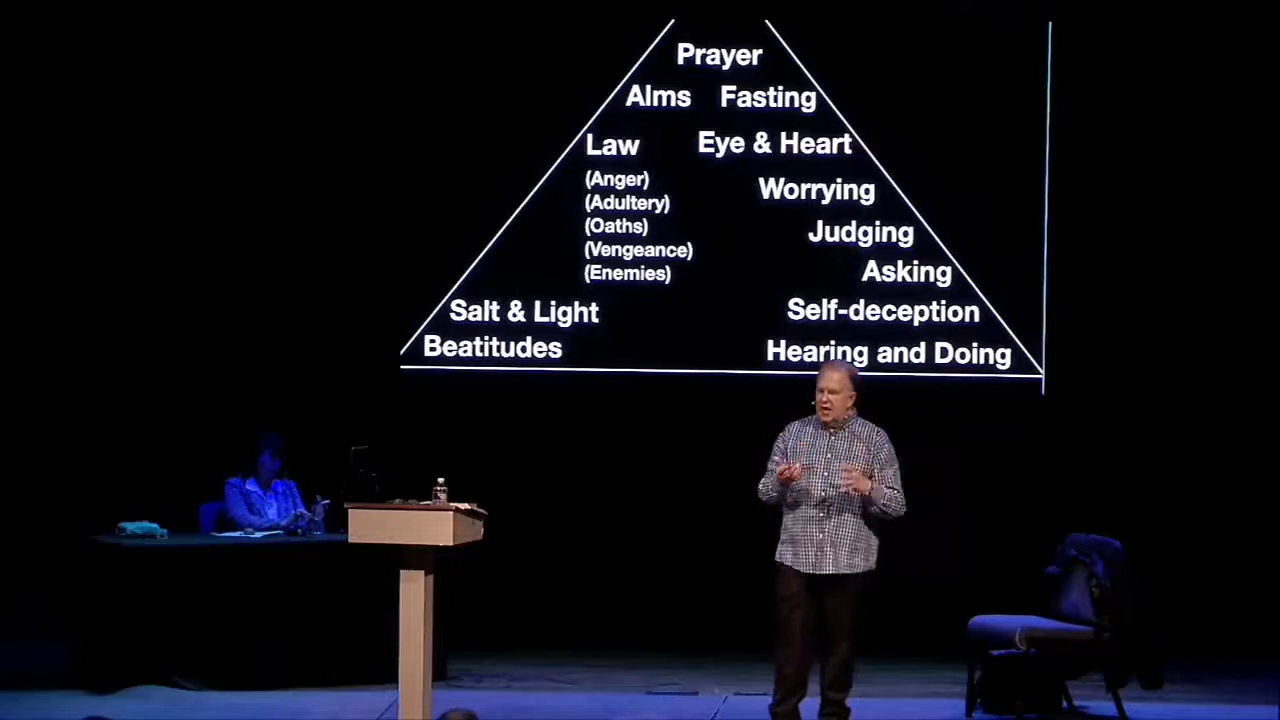 Prayer
Alms Fasting
Law Eye & Heart
(Anger)
(Adultery)
(Oaths)
(Vengeance)
(Enemies)
Worrying
Judging
Asking
Salt & Light Self-deception
Beatitudes Hearing and Doing